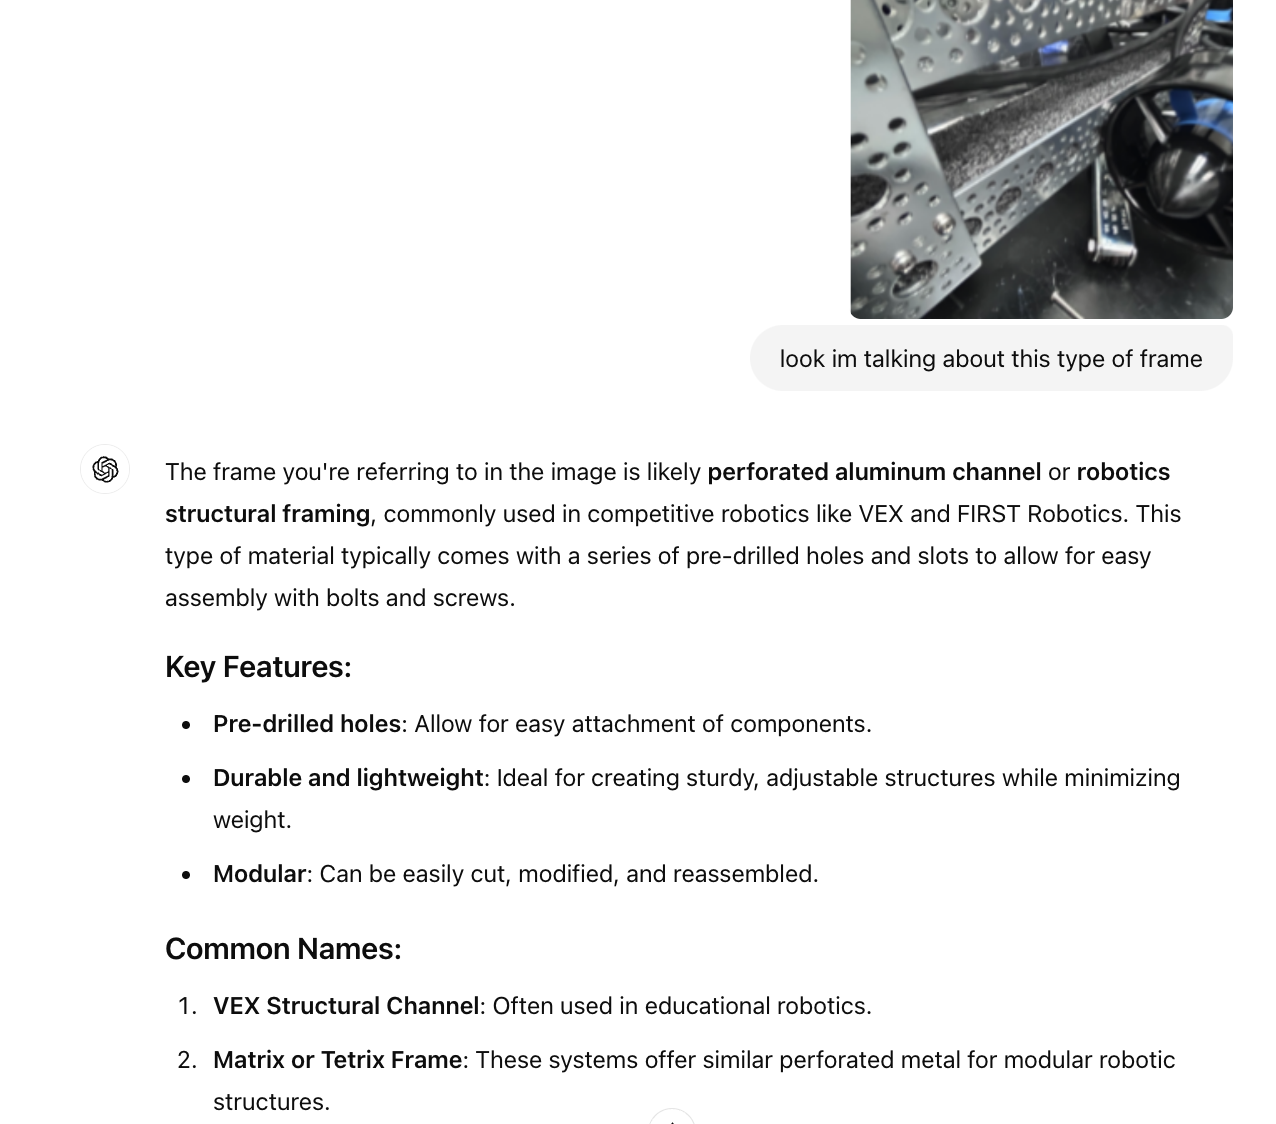 look im talking about this type of frame
The frame you're referring to in the image is likely perforated aluminum channel or robotics
structural framing, commonly used in competitive robotics like VEX and FIRST Robotics. This
type of material typically comes with a series of pre-drilled holes and slots to allow for easy
assembly with bolts and screws.
Key Features:
• Pre-drilled holes: Allow for easy attachment of components.
• Durable and lightweight: Ideal for creating sturdy, adjustable structures while minimizing
weight.
• Modular: Can be easily cut, modified, and reassembled.
Common Names:
1. VEX Structural Channel: Often used in educational robotics.
2. Matrix or Tetrix Frame: These systems offer similar perforated metal for modular robotic
structures.